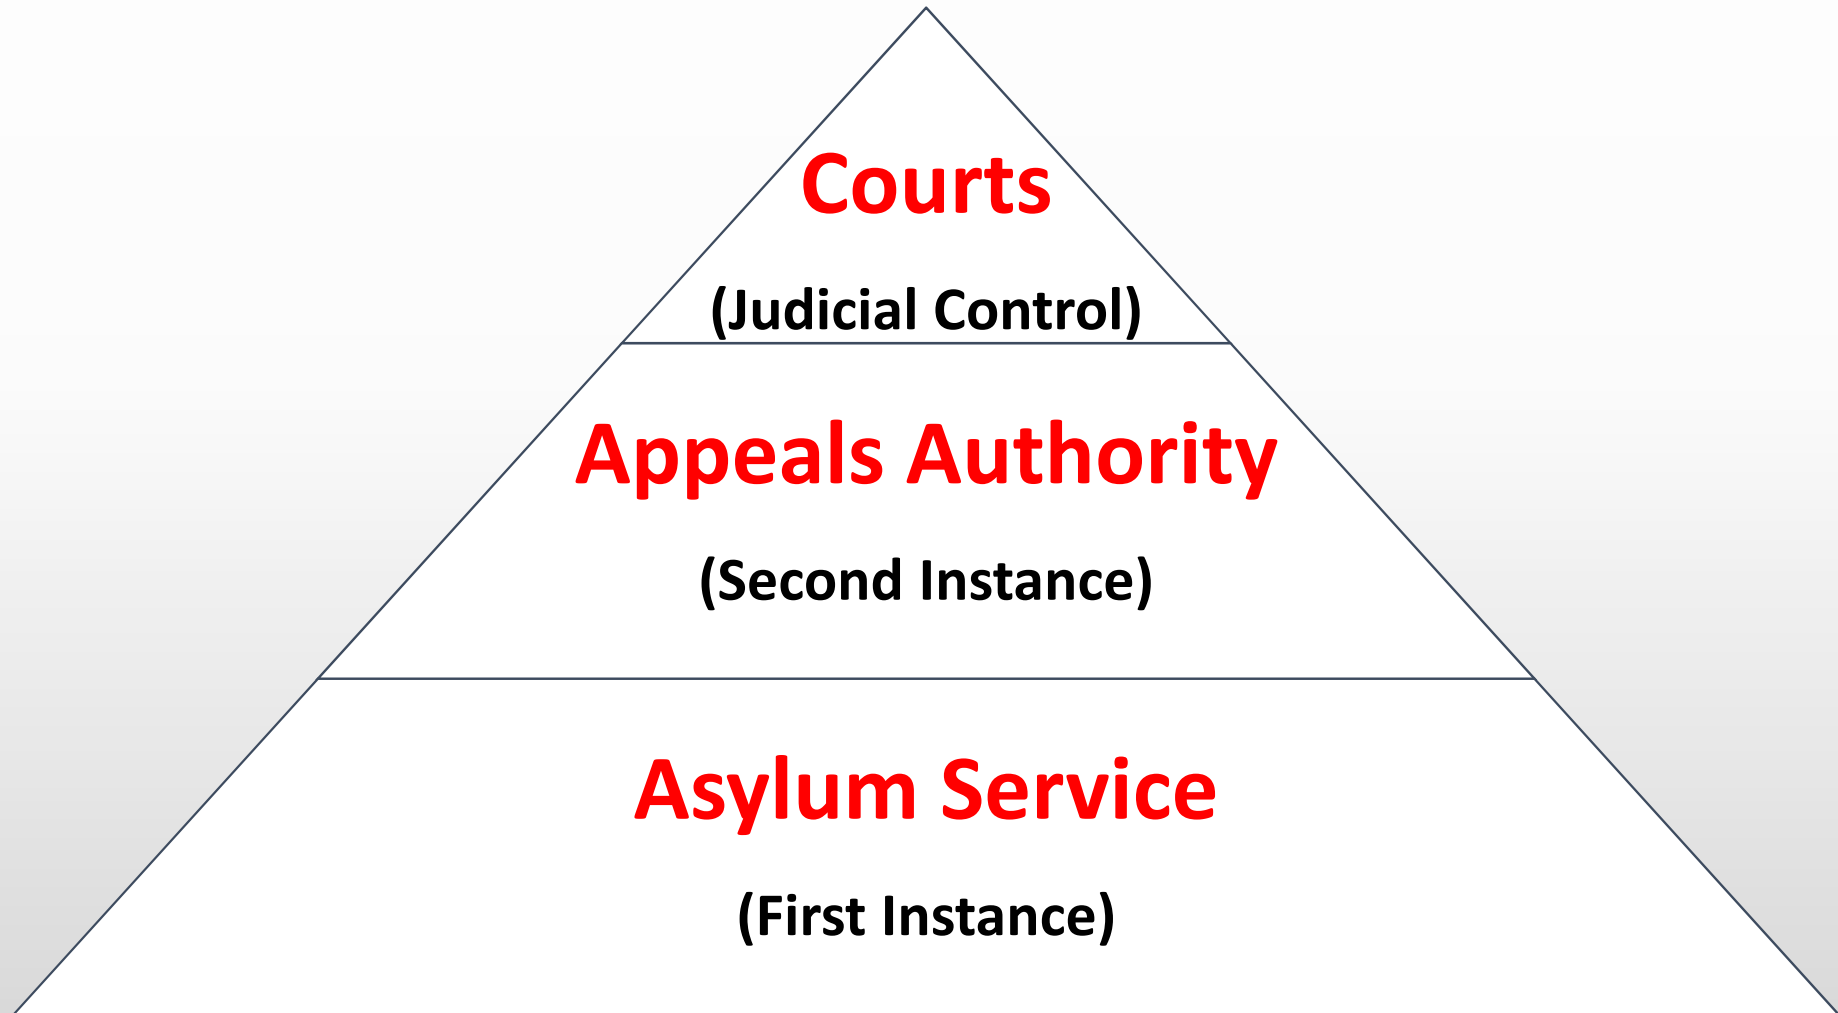 Courts
(Judicial Control)
Appeals Authority
(Second Instance)
Asylum Service
(First Instance)